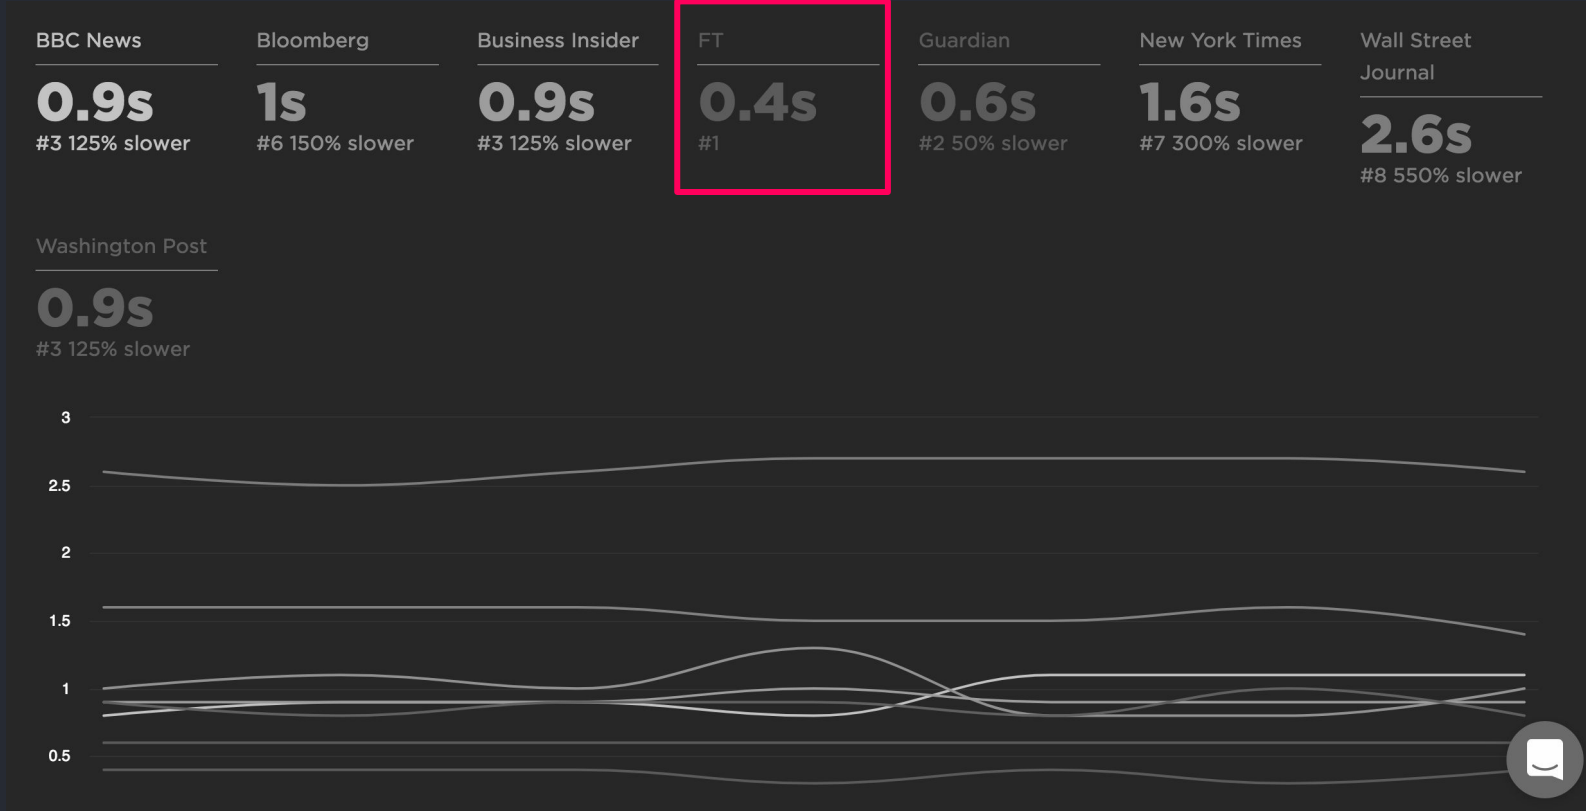 BBC News
0.9s
#3 125% slower
Bloomberg
1s
#6 150% slower
Business Insider
0.9s
#3 125% slower
FT
0.4s
#1
Guardian
0.6s
#2 50% slower
New York Times
1.6s
#7 300% slower
Wall Street
Journal
2.6s
#8 550% slower
Washington Post
0.9s
#3 125% slower
3
2.5
2
1.5
1
0.5